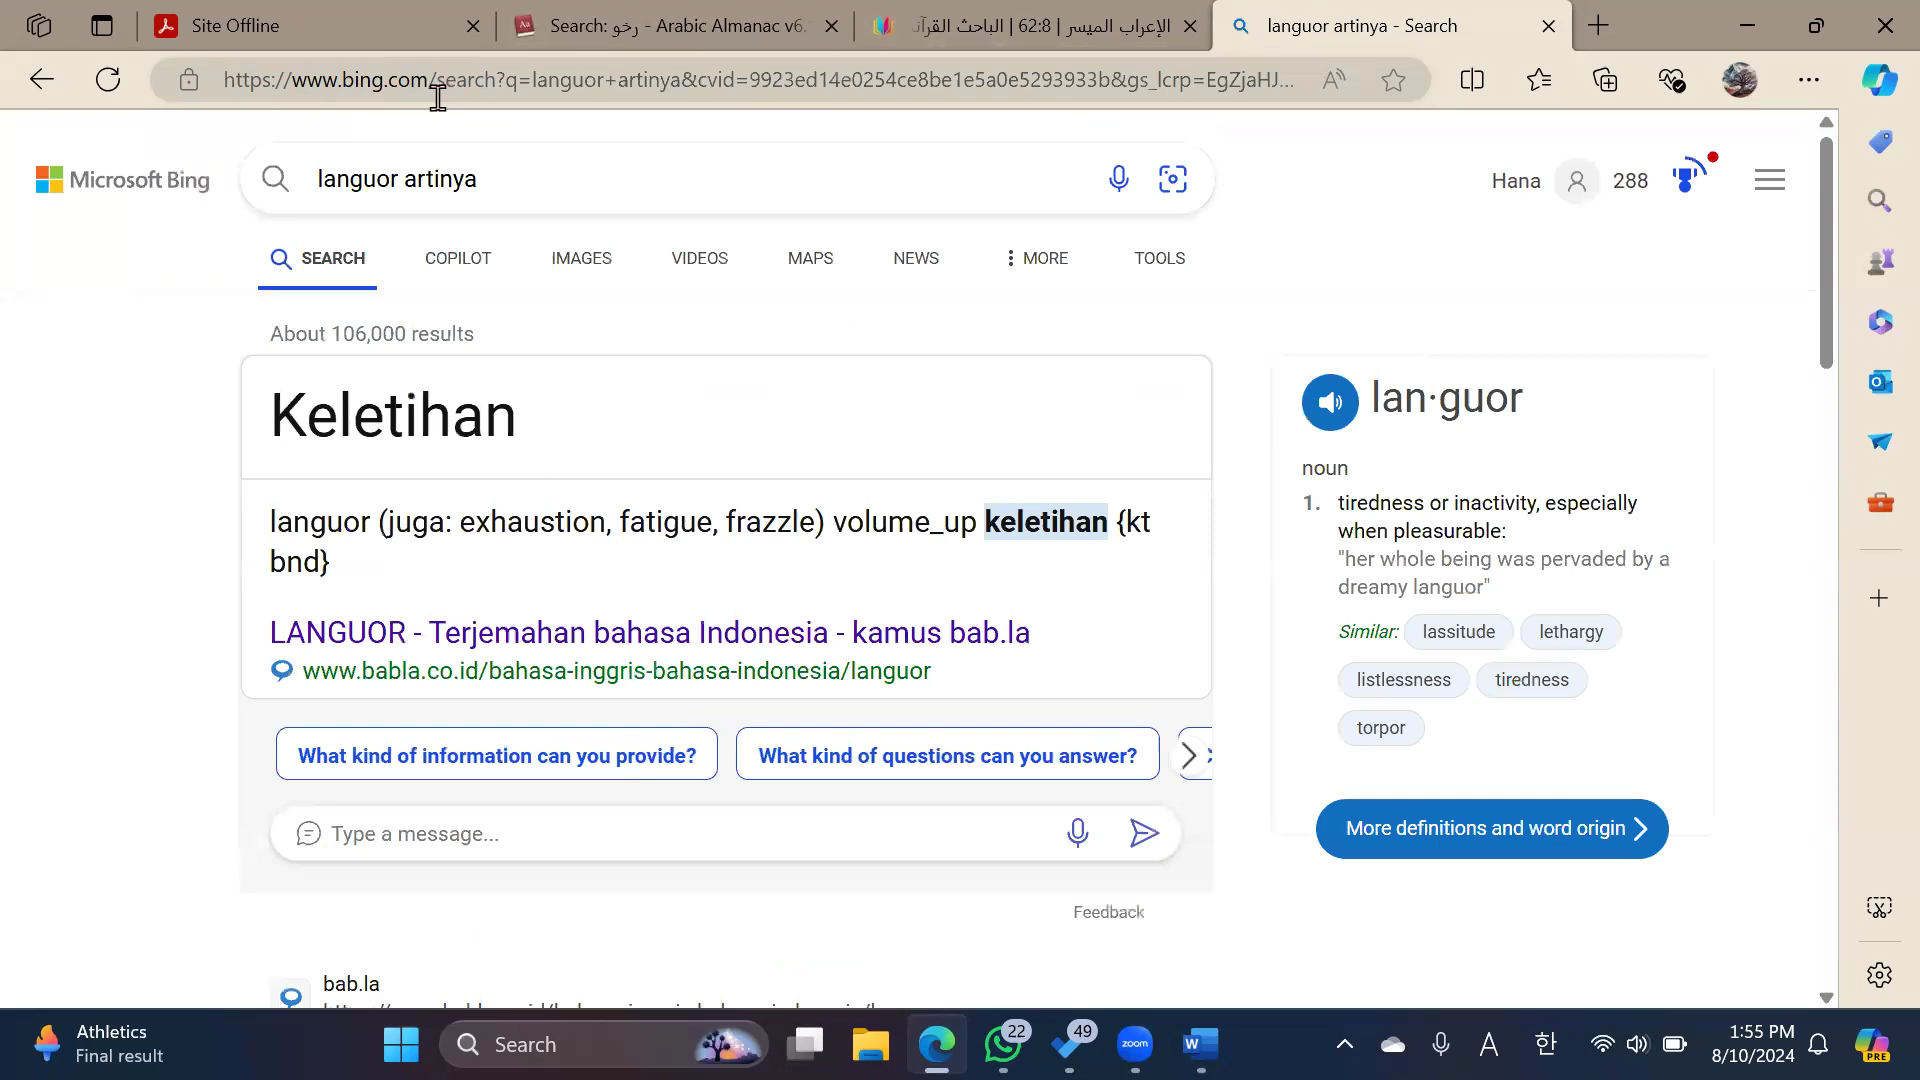 Site Offline
Search: رخو - Arabic Almanac v6.
الإعراب الميسر | 62:8 | الباحث القرآن
languor artinya - Search
https://www.bing.com/search?q=languor+artinya&cvid=9923ed14e0254ce8be1e5a0e5293933b&gs_lcrp=EgZjaHJ...
Microsoft Bing
languor artinya
Hana
288
SEARCH
COPILOT
IMAGES
VIDEOS
MAPS
NEWS
MORE
TOOLS
About 106,000 results
Keletihan
languor (juga: exhaustion, fatigue, frazzle) volume_up keletihan {kt
bnd}
LANGUOR - Terjemahan bahasa Indonesia - kamus bab.la
www.babla.co.id/bahasa-inggris-bahasa-indonesia/languor
What kind of information can you provide?
What kind of questions can you answer?
Type a message...
Feedback
bab.la
lan·guor
noun
1. tiredness or inactivity, especially
when pleasurable:
"her whole being was pervaded by a
dreamy languor"
Similar: lassitude lethargy
listlessness tiredness
torpor
More definitions and word origin
Athletics
Final result
Search
22
49
zoom
W
A
한
1:55 PM
8/10/2024
PRE